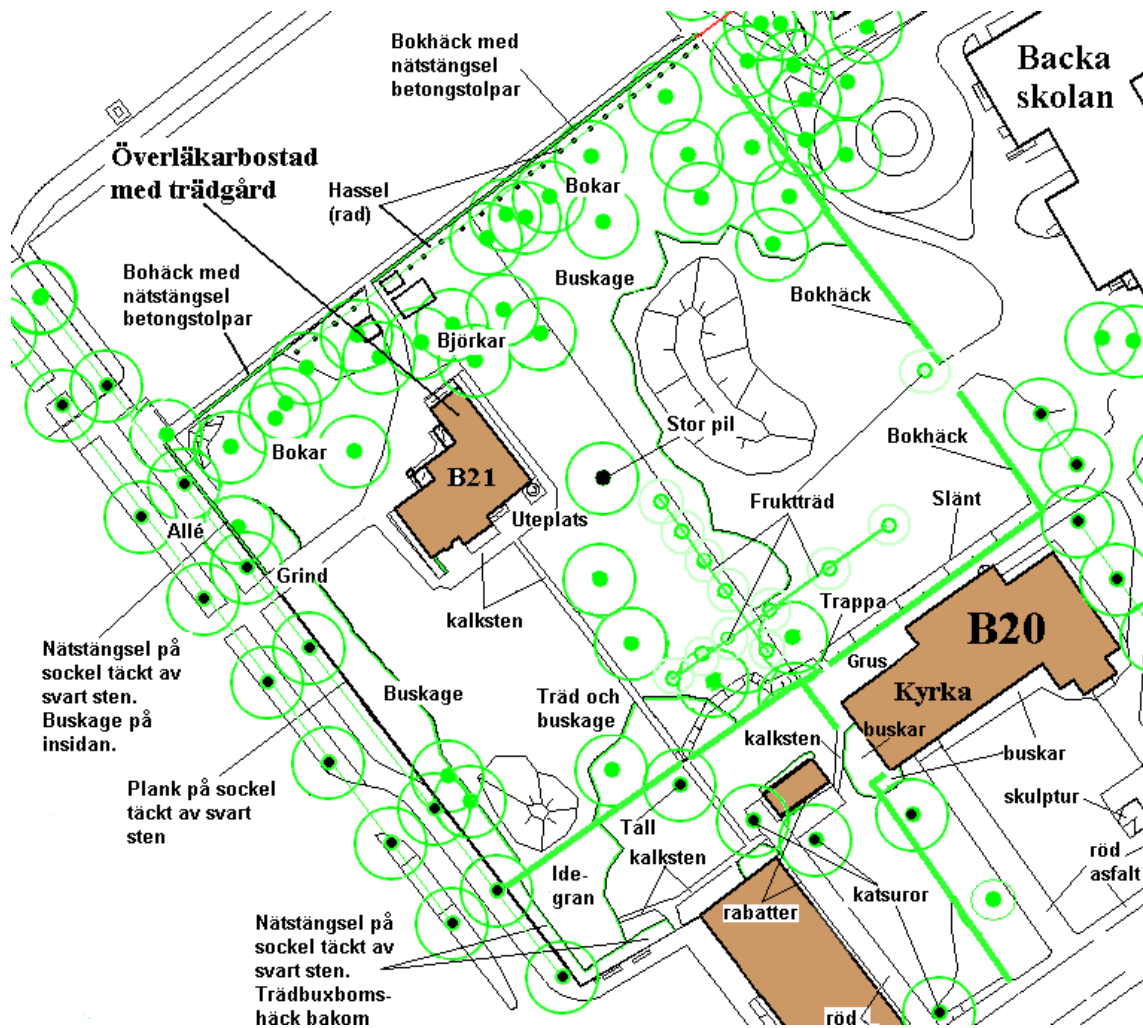 Bokhäck med
nätstängsel
betongstolpar
Backa
skolan
Överläkarbostad
med trädgård
Hassel
(rad)
Bokar
Bohäck med
nätstängsel
betongstolpar
Buskage
Bokhäck
Björkar
Stor pil
Bokhäck
Bokar
B21
Slänt
Fruktträd
Uteplats
Allé
Grind
kalksten
Trappa
B20
Nätstängsel på
sockel täckt av
svart sten.
Buskage på
insidan.
Grus
Kyrka
Buskage
Träd och
buskage
buskar
kalksten
buskar
Plank på sockel
täckt av svart
sten
skulptur
Tall
kalksten
röd
asfalt
Ide-
gran
katsuror
rabatter
Nätstängsel på
sockel täckt av
svart sten.
Trädbuxboms-
häck bakom
röd